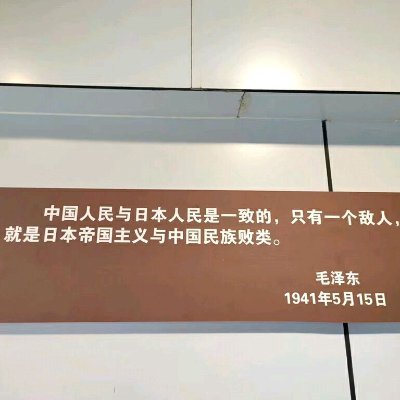 中国人民与日本人民是一致的，只有一个敌人，
就是日本帝国主义与中国民族败类。
毛泽东
1941年5月15日